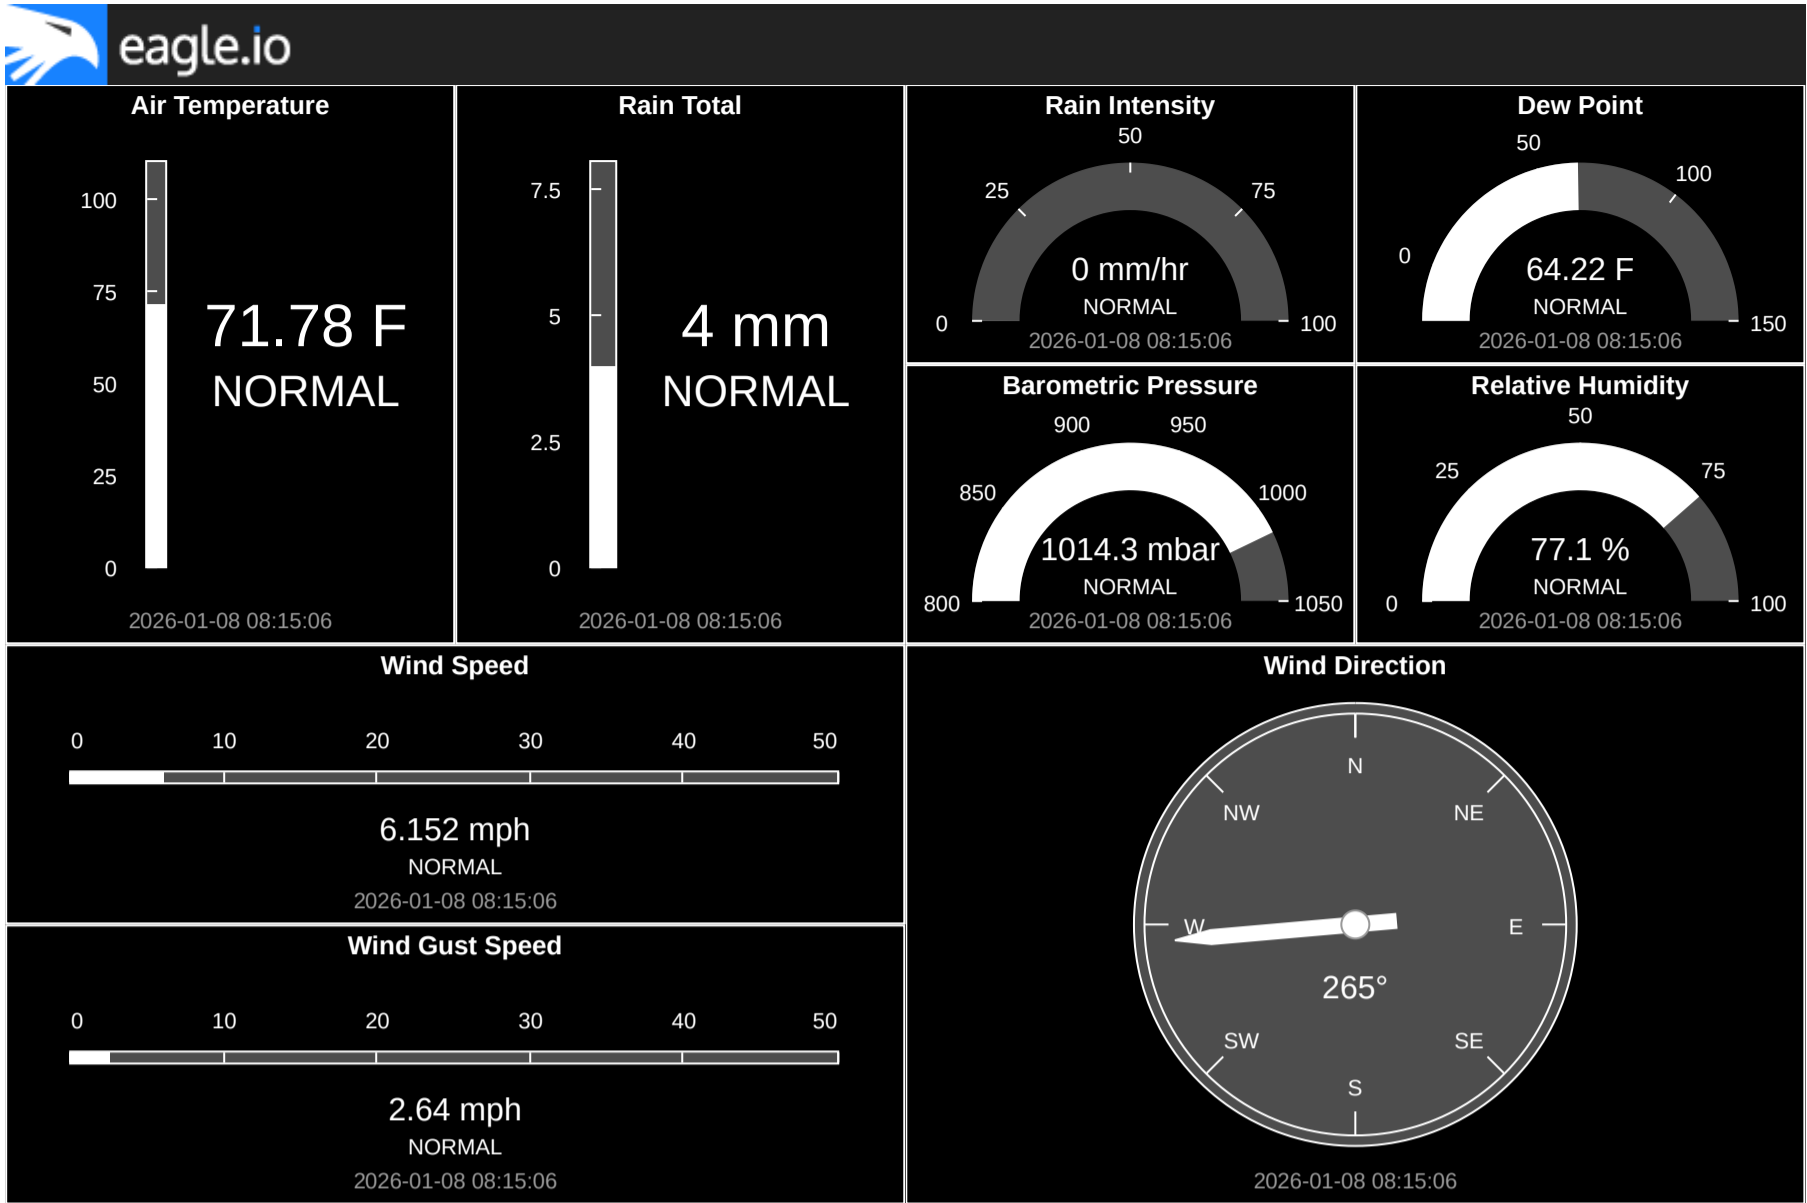 eagle.io
Air Temperature
100
75
50
25
0
71.78 F
NORMAL
2026-01-08 08:15:06
Rain Total
7.5
5
2.5
0
4 mm
NORMAL
2026-01-08 08:15:06
Rain Intensity
0
25
50
75
100
0 mm/hr
NORMAL
2026-01-08 08:15:06
Dew Point
0
50
100
150
64.22 F
NORMAL
2026-01-08 08:15:06
Barometric Pressure
800
850
900
950
1000
1050
1014.3 mbar
NORMAL
2026-01-08 08:15:06
Relative Humidity
0
25
50
75
100
77.1 %
NORMAL
2026-01-08 08:15:06
Wind Speed
0 10 20 30 40 50
6.152 mph
NORMAL
2026-01-08 08:15:06
Wind Gust Speed
0 10 20 30 40 50
2.64 mph
NORMAL
2026-01-08 08:15:06
Wind Direction
N
NW NE
W E
265°
SW SE
S
2026-01-08 08:15:06